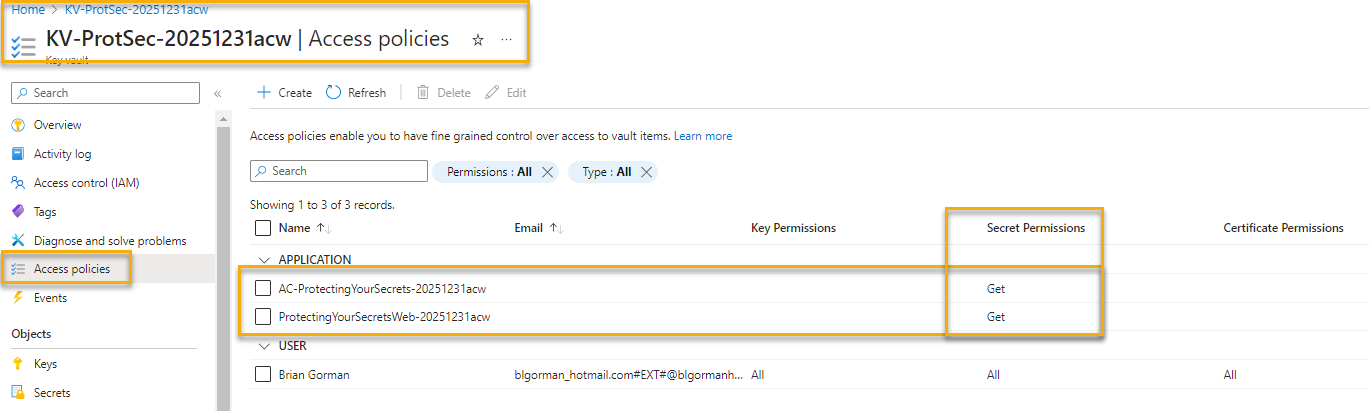 Home > KV-ProtSec-20251231acw
KV-ProtSec-20251231acw | Access policies
Key vault
Search
Create Refresh Delete Edit
Overview
Activity log
Access control (IAM)
Tags
Diagnose and solve problems
Access policies
Events
Objects
Keys
Secrets
Access policies enable you to have fine grained control over access to vault items. Learn more
Search
Permissions : All
Type : All
Showing 1 to 3 of 3 records.
Name Email Key Permissions Secret Permissions Certificate Permissions
APPLICATION
AC-ProtectingYourSecrets-20251231acw Get
ProtectingYourSecretsWeb-20251231acw Get
USER
Brian Gorman blgorman_hotmail.com#EXT#@blgormanh... All All All